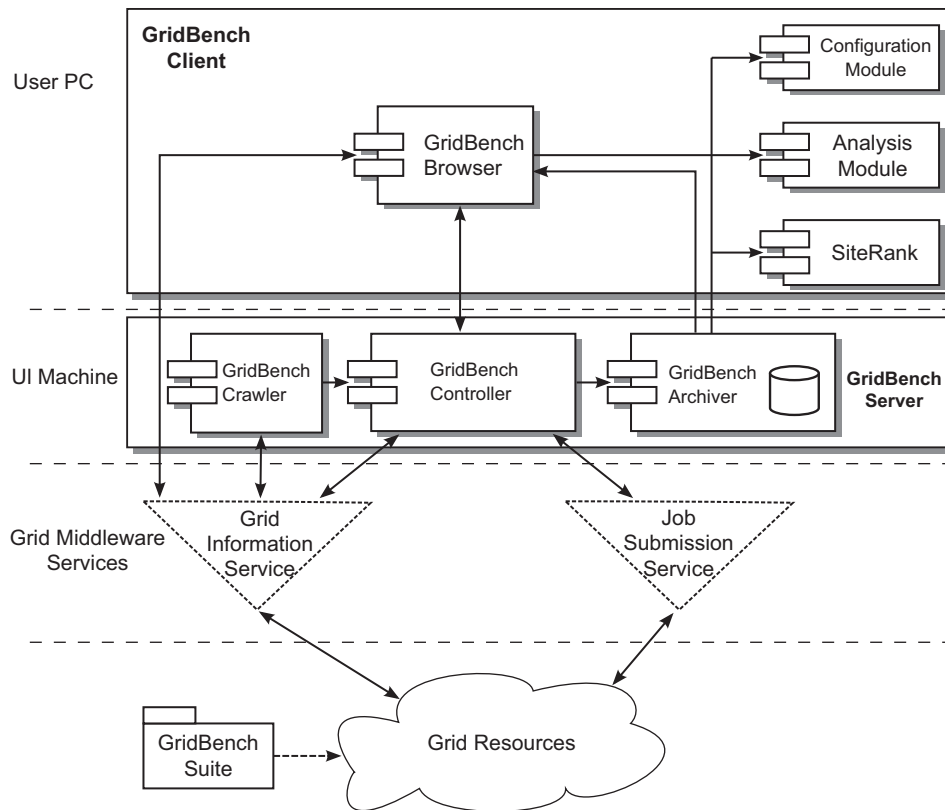 GridBench
Client
User PC
Configuration
Module
GridBench
Browser
Analysis
Module
SiteRank
UI Machine
GridBench
Crawler
GridBench
Controller
GridBench
Archiver
GridBench
Server
Grid Middleware
Services
Grid
Information
Service
Job
Submission
Service
GridBench
Suite
Grid Resources